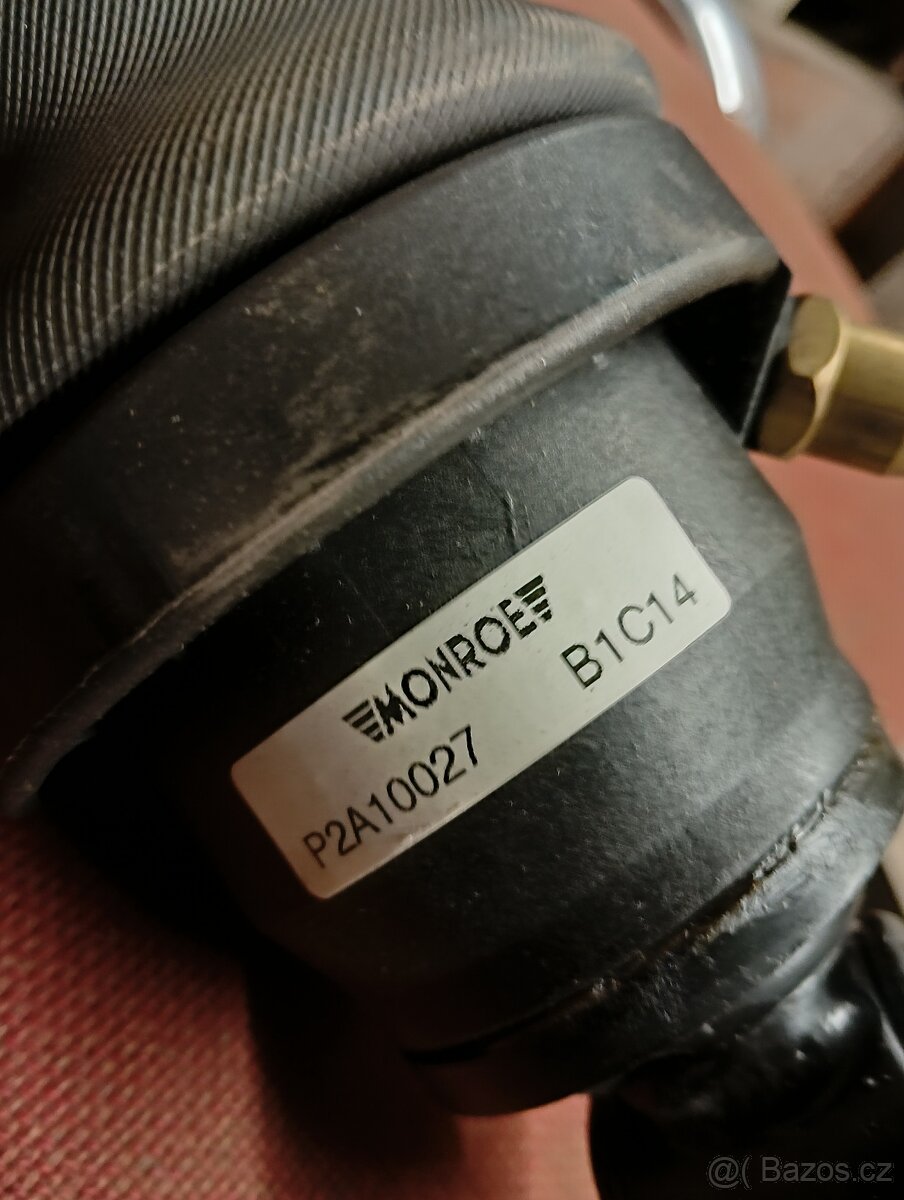 MONROE
P2A10027 B1C14
@( Bazos.cz